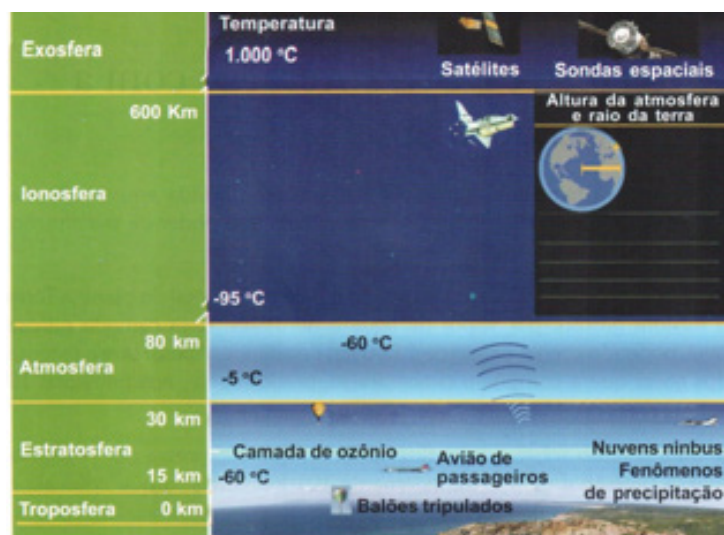 Exosfera
Temperatura
1.000 °C
Satélites
Sondas espaciais
600 Km
Ionosfera
Altura da atmosfera
e raio da terra
-95 °C
80 km
Atmosfera
-60 °C
-5 °C
30 km
Estratosfera
15 km
Camada de ozônio
-60 °C
Avião de
passageiros
Nuvens ninbus
Fenômenos
de precipitação
Troposfera
0 km
Balões tripulados